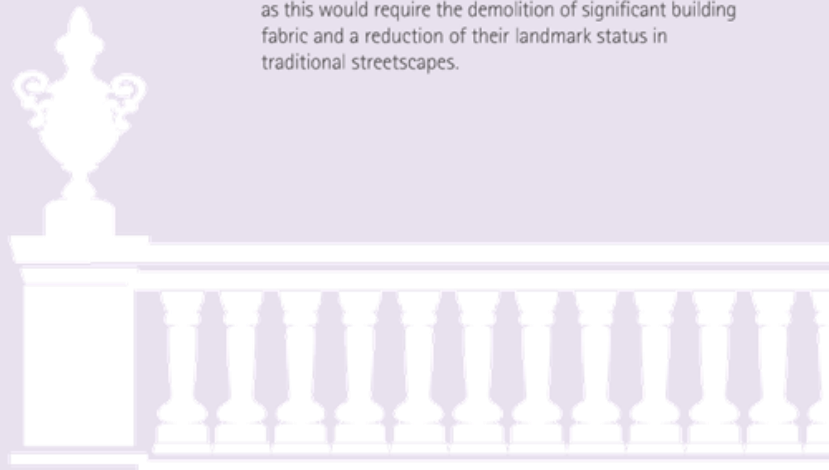 as this would require the demolition of significant building
fabric and a reduction of their landmark status in
traditional streetscapes.